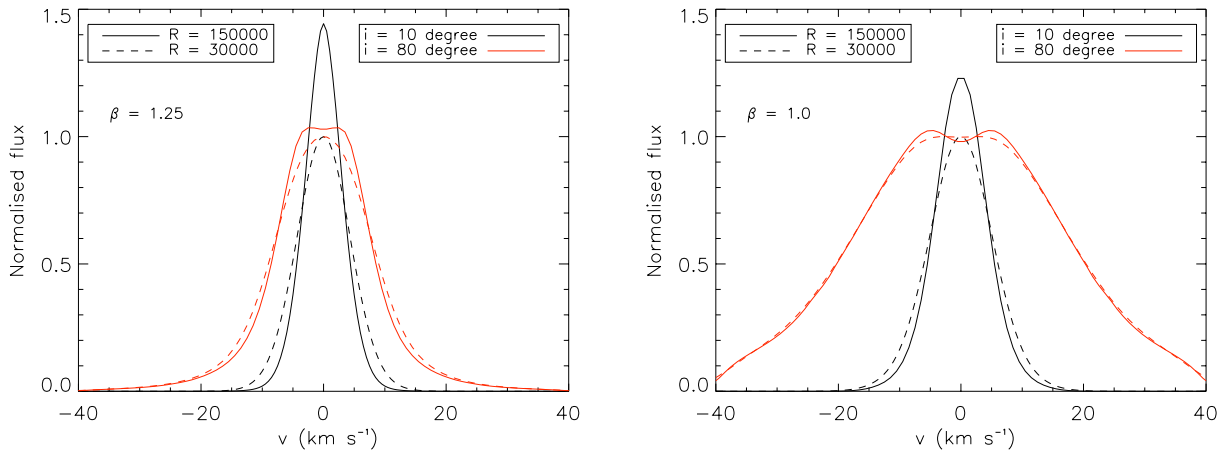 1.5
R = 150000
R = 30000
i = 10 degree
i = 80 degree
β = 1.25
1.0
0.5
0.0
Normalised flux
−40 −20 0 20 40
v (km s⁻¹)
1.5
R = 150000
R = 30000
i = 10 degree
i = 80 degree
β = 1.0
1.0
0.5
0.0
Normalised flux
−40 −20 0 20 40
v (km s⁻¹)